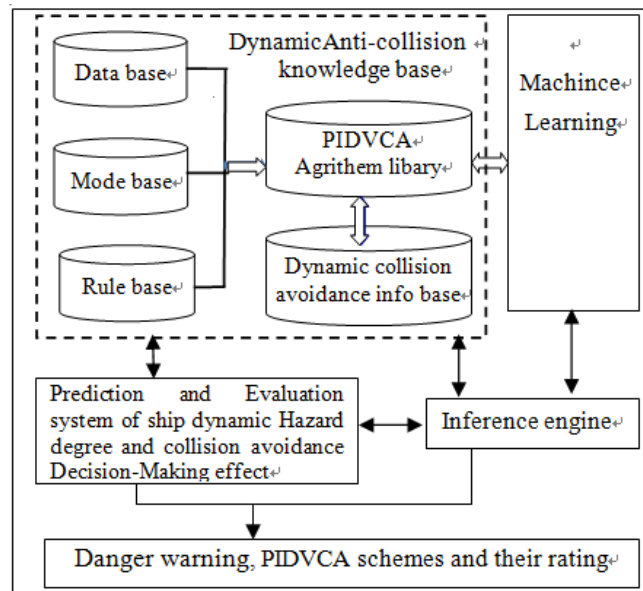 DynamicAnti-collision
knowledge base
Data base
Mode base
Rule base
PIDVCA
Agrithem libary
Dynamic collision
avoidance info base
Machince
Learning
Prediction and Evaluation
system of ship dynamic Hazard
degree and collision avoidance
Decision-Making effect
Inference engine
Danger warning, PIDVCA schemes and their rating